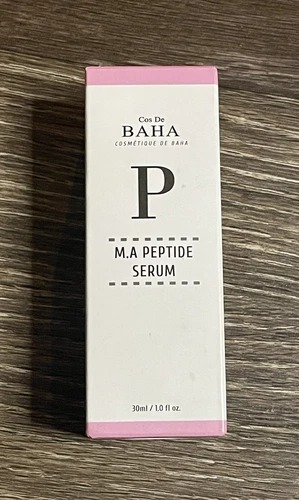 Cos De
BAHA
COSMÉTIQUE DE BAHA
P
M.A PEPTIDE
SERUM
30ml / 1.0 fl oz.